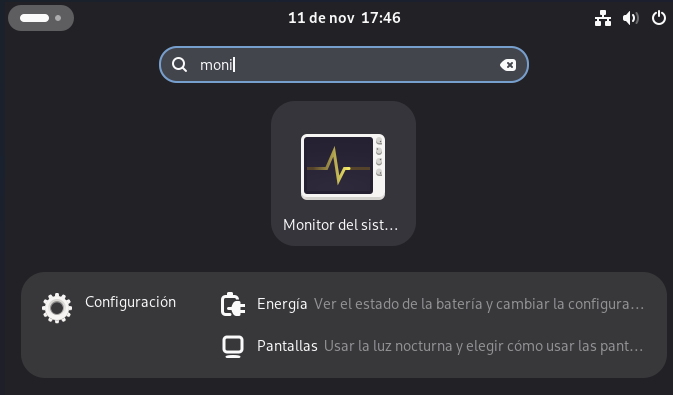 11 de nov 17:46
moni
Monitor del sist…
Configuración
Energía Ver el estado de la batería y cambiar la configura…
Pantallas Usar la luz nocturna y elegir cómo usar las pant…